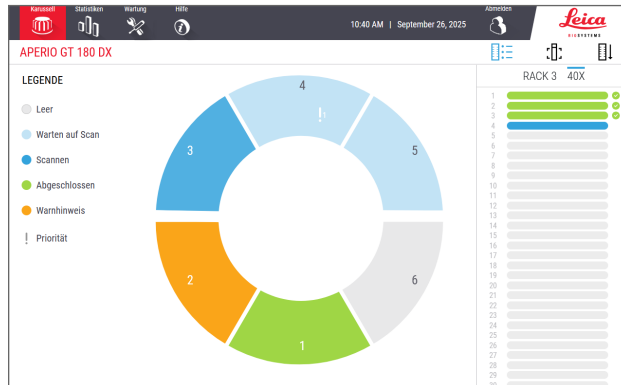 Karussell
Statistiken
Wartung
Hilfe
10:40 AM | September 26, 2025
Abmelden
Leica
BIOSYSTEMS
APERIO GT 180 DX
LEGENDE
Leer
Warten auf Scan
Scannen
Abgeschlossen
Warnhinweis
! Priorität
4
!1
3
5
2
6
1
RACK 3 40X
1
2
3
4
5
6
7
8
9
10
11
12
13
14
15
16
17
18
19
20
21
22
23
24
25
26
27
28
29
30